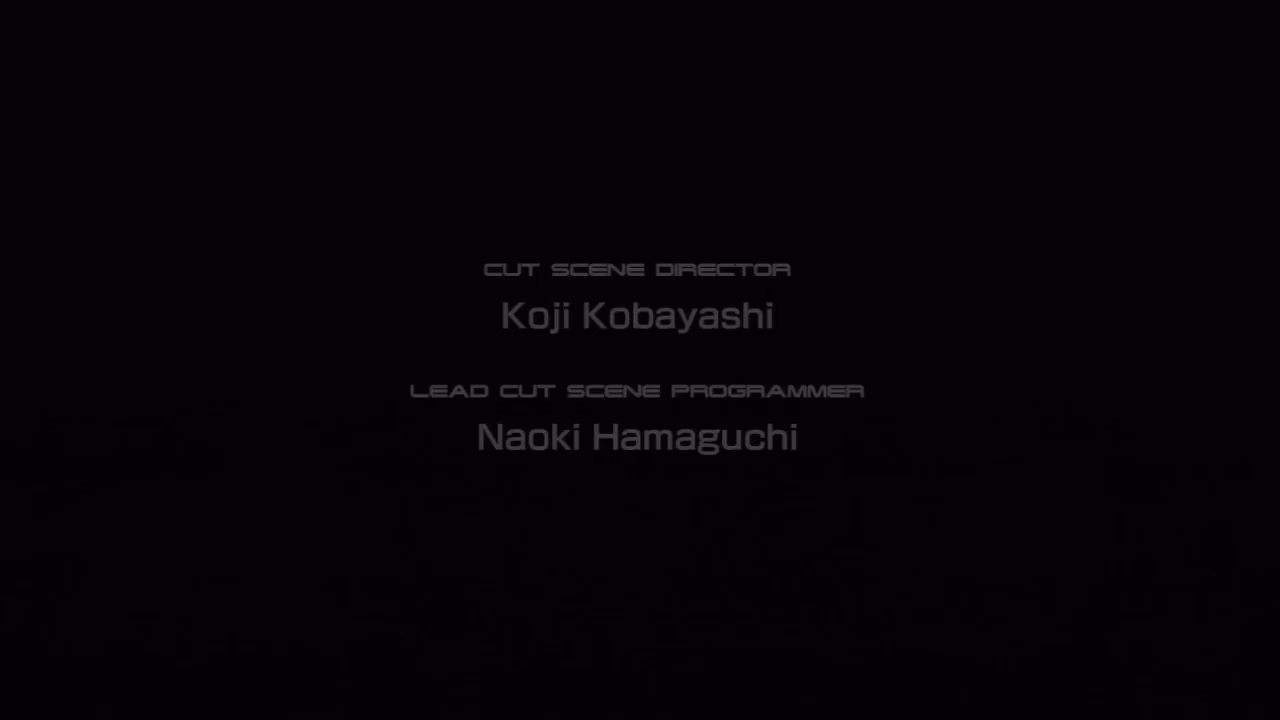 CUT SCENE DIRECTOR
Koji Kobayashi
LEAD CUT SCENE PROGRAMMER
Naoki Hamaguchi